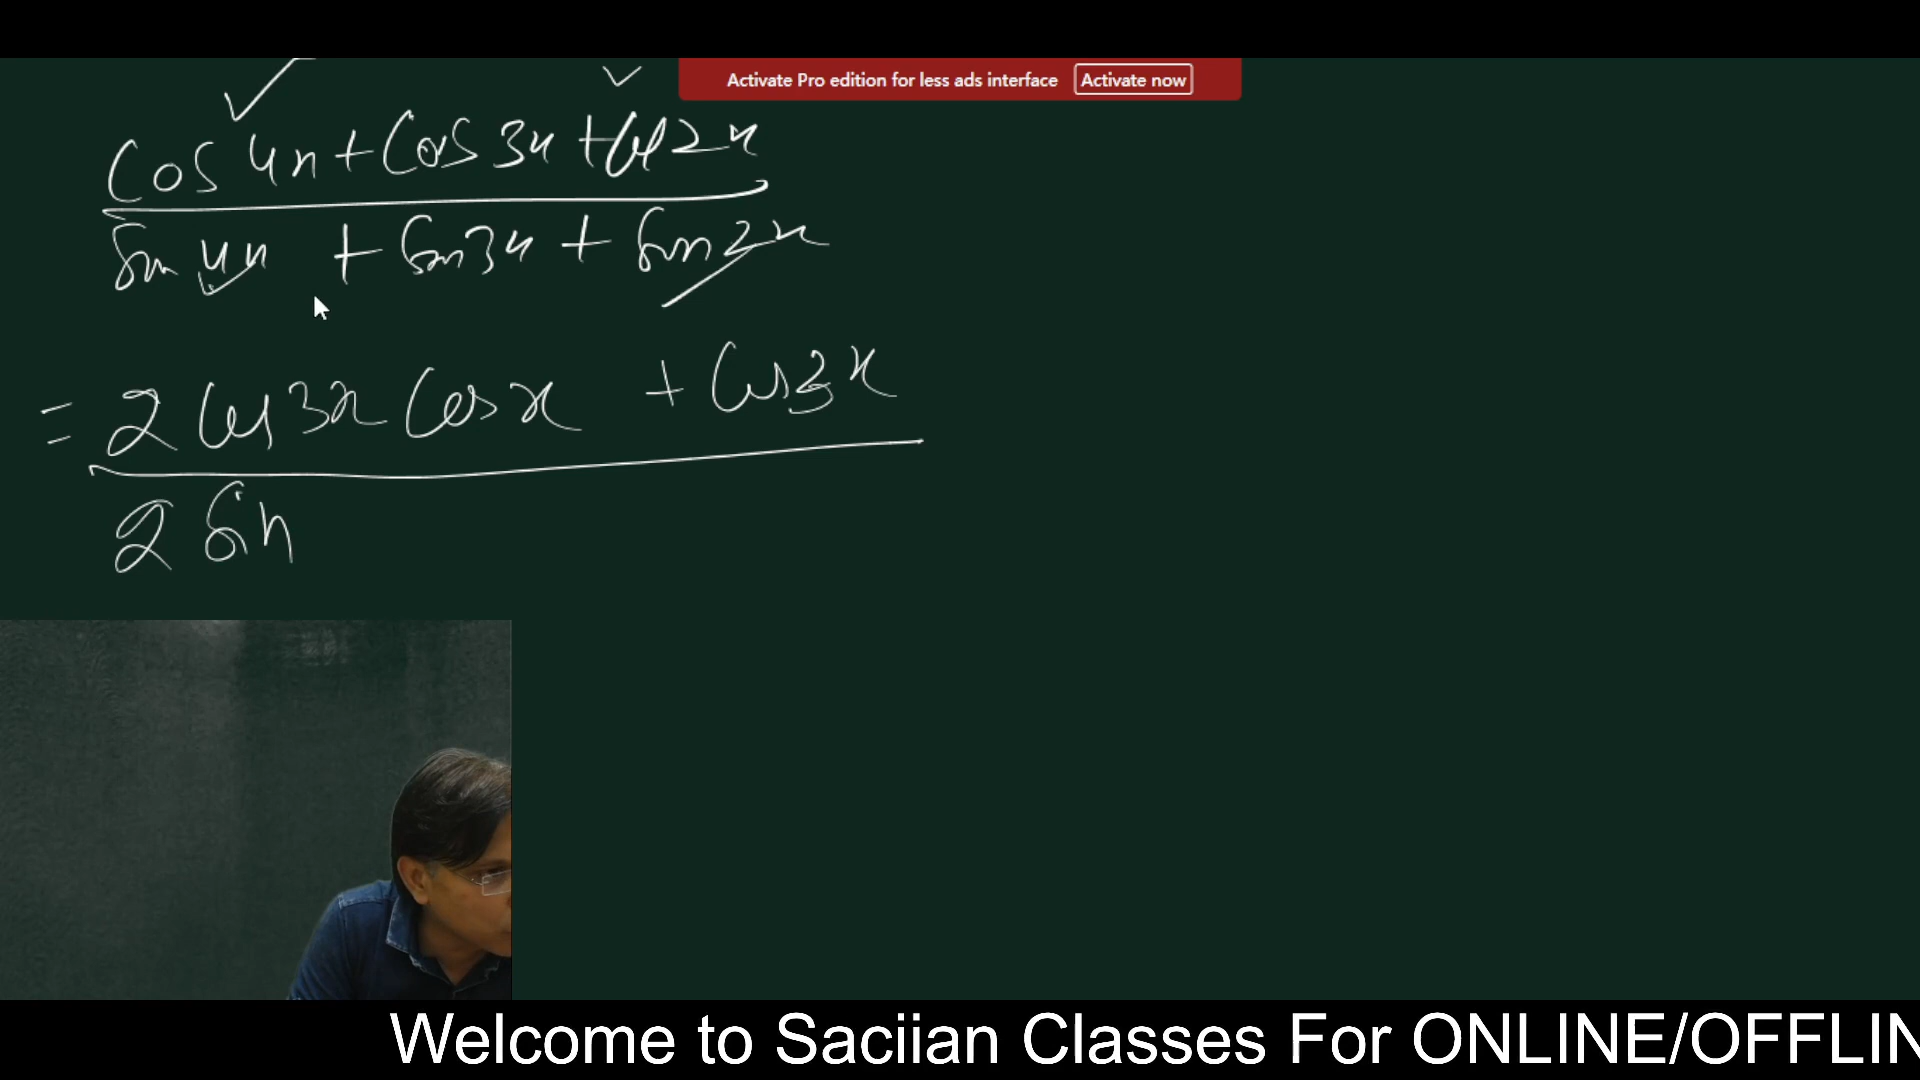 Activate Pro edition for less ads interface Activate now
Cos 4x + Cos 3x + Cos 2x
Sin 4x + Sin 3x + Sin 2x
= 2 Cos 3x Cos x + Cos 3x
2 Sin
Welcome to Saciian Classes For ONLINE/OFFLIN